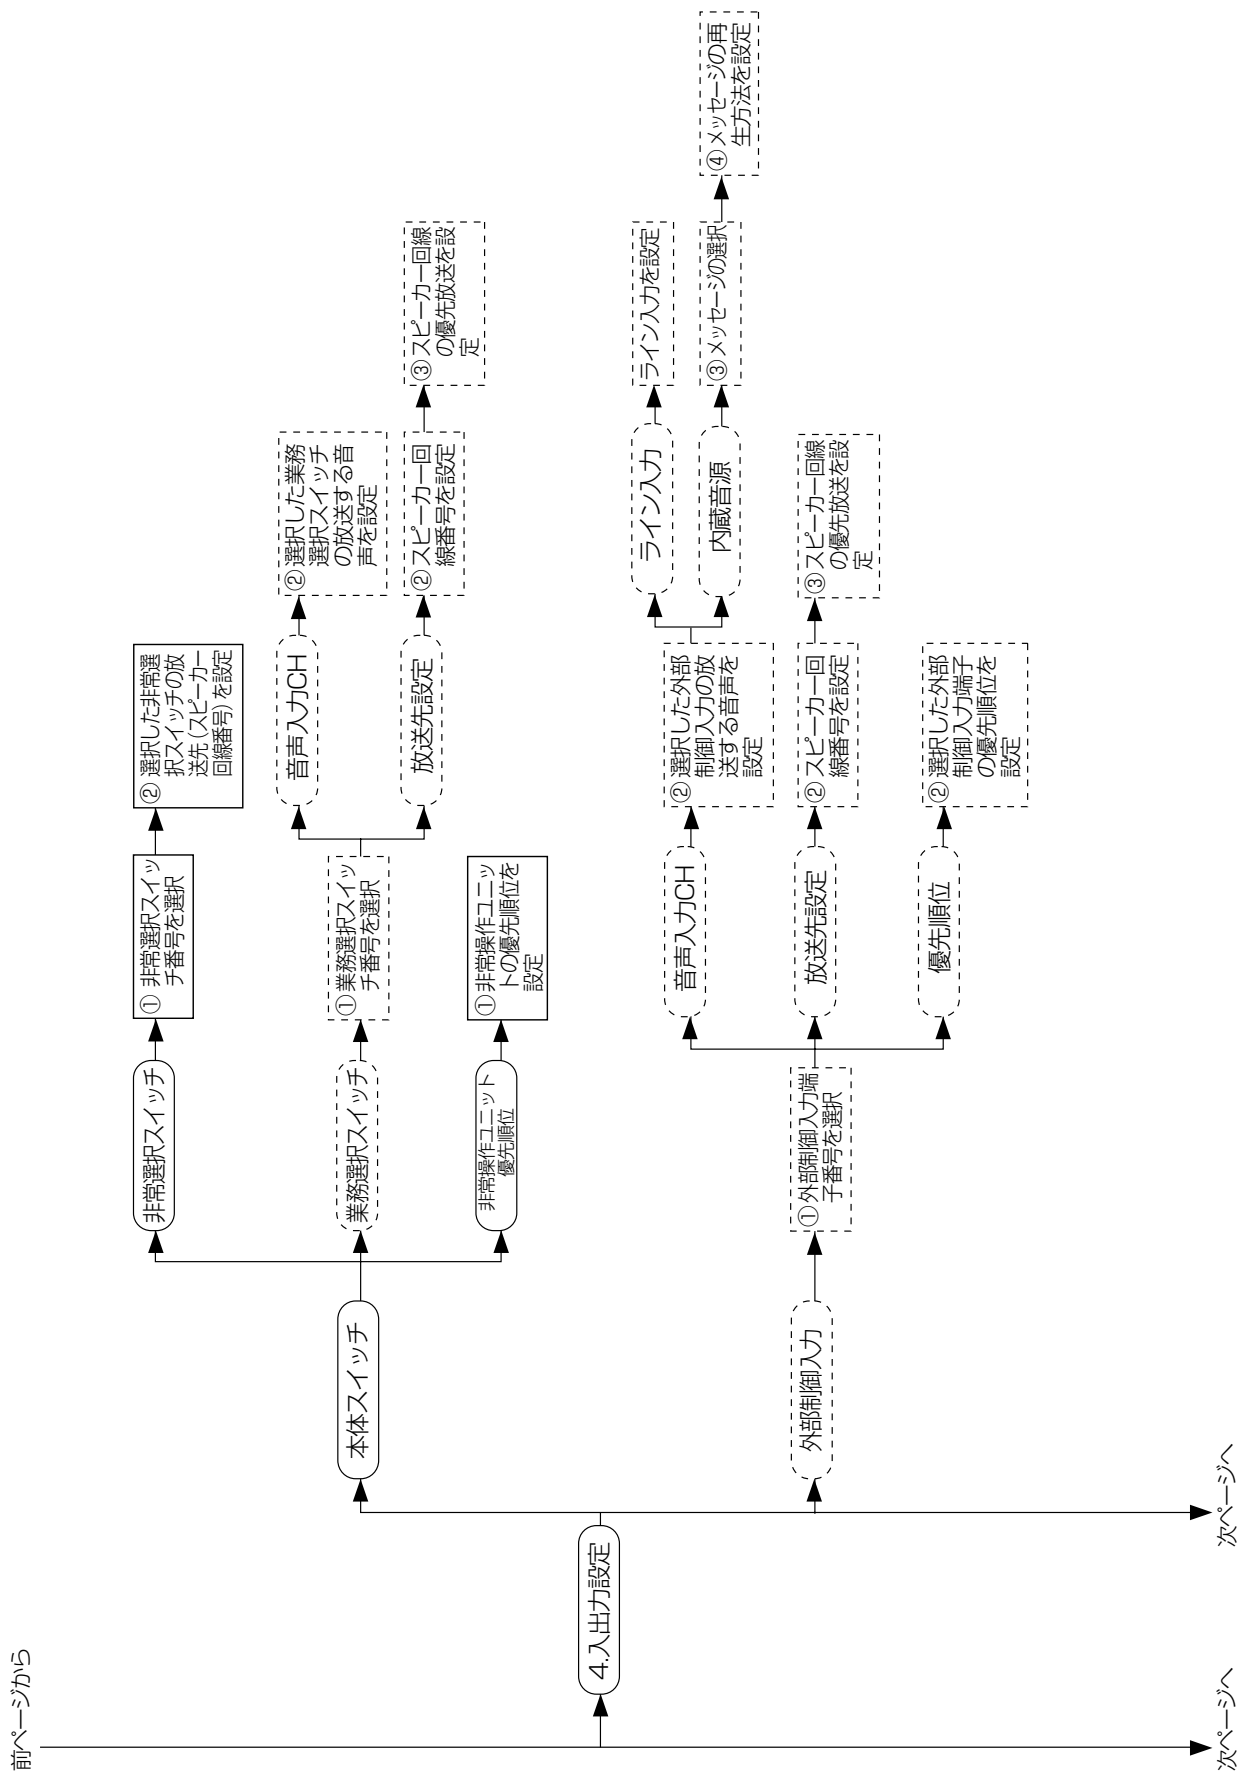 前ページから
4.入出力設定
本体スイッチ
非常選択スイッチ
① 非常選択スイッ
チ番号を選択
② 選択した非常選
択スイッチの放
送先(スピーカー
回線番号)を設定
業務選択スイッチ
① 業務選択スイッ
チ番号を選択
音声入力CH
② 選択した業務
選択スイッチ
の放送する音
声を設定
放送先設定
② スピーカー回
線番号を設定
③ スピーカー回線
の優先放送を設
定
非常操作ユニット
優先順位
① 非常操作ユニッ
トの優先順位を
設定
外部制御入力
① 外部制御入力端
子番号を選択
音声入力CH
② 選択した外部
制御入力の放
送する音声を
設定
ライン入力
ライン入力を設定
内蔵音源
③ メッセージの選択
④ メッセージの再
生方法を設定
放送先設定
② スピーカー回
線番号を設定
③ スピーカー回線
の優先放送を設
定
優先順位
② 選択した外部
制御入力端子
の優先順位を
設定
次ページへ
次ページへ